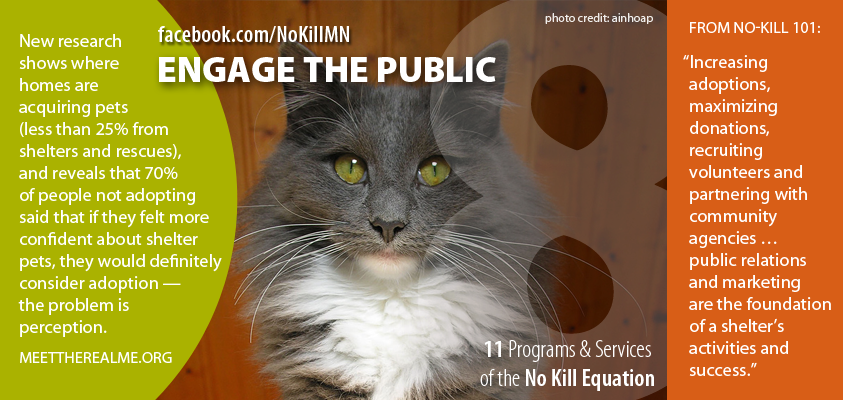 New research
shows where
homes are
acquiring pets
(less than 25% from
shelters and rescues),
and reveals that 70%
of people not adopting
said that if they felt more
confident about shelter
pets, they would definitely
consider adoption —
the problem is
perception.
MEETTHEREALME.ORG
facebook.com/NoKillMN
ENGAGE THE PUBLIC
photo credit: ainhoap
8
11 Programs & Services
of the No Kill Equation
FROM NO-KILL 101:
“Increasing
adoptions,
maximizing
donations,
recruiting
volunteers and
partnering with
community
agencies …
public relations
and marketing
are the foundation
of a shelter’s
activities and
success.”